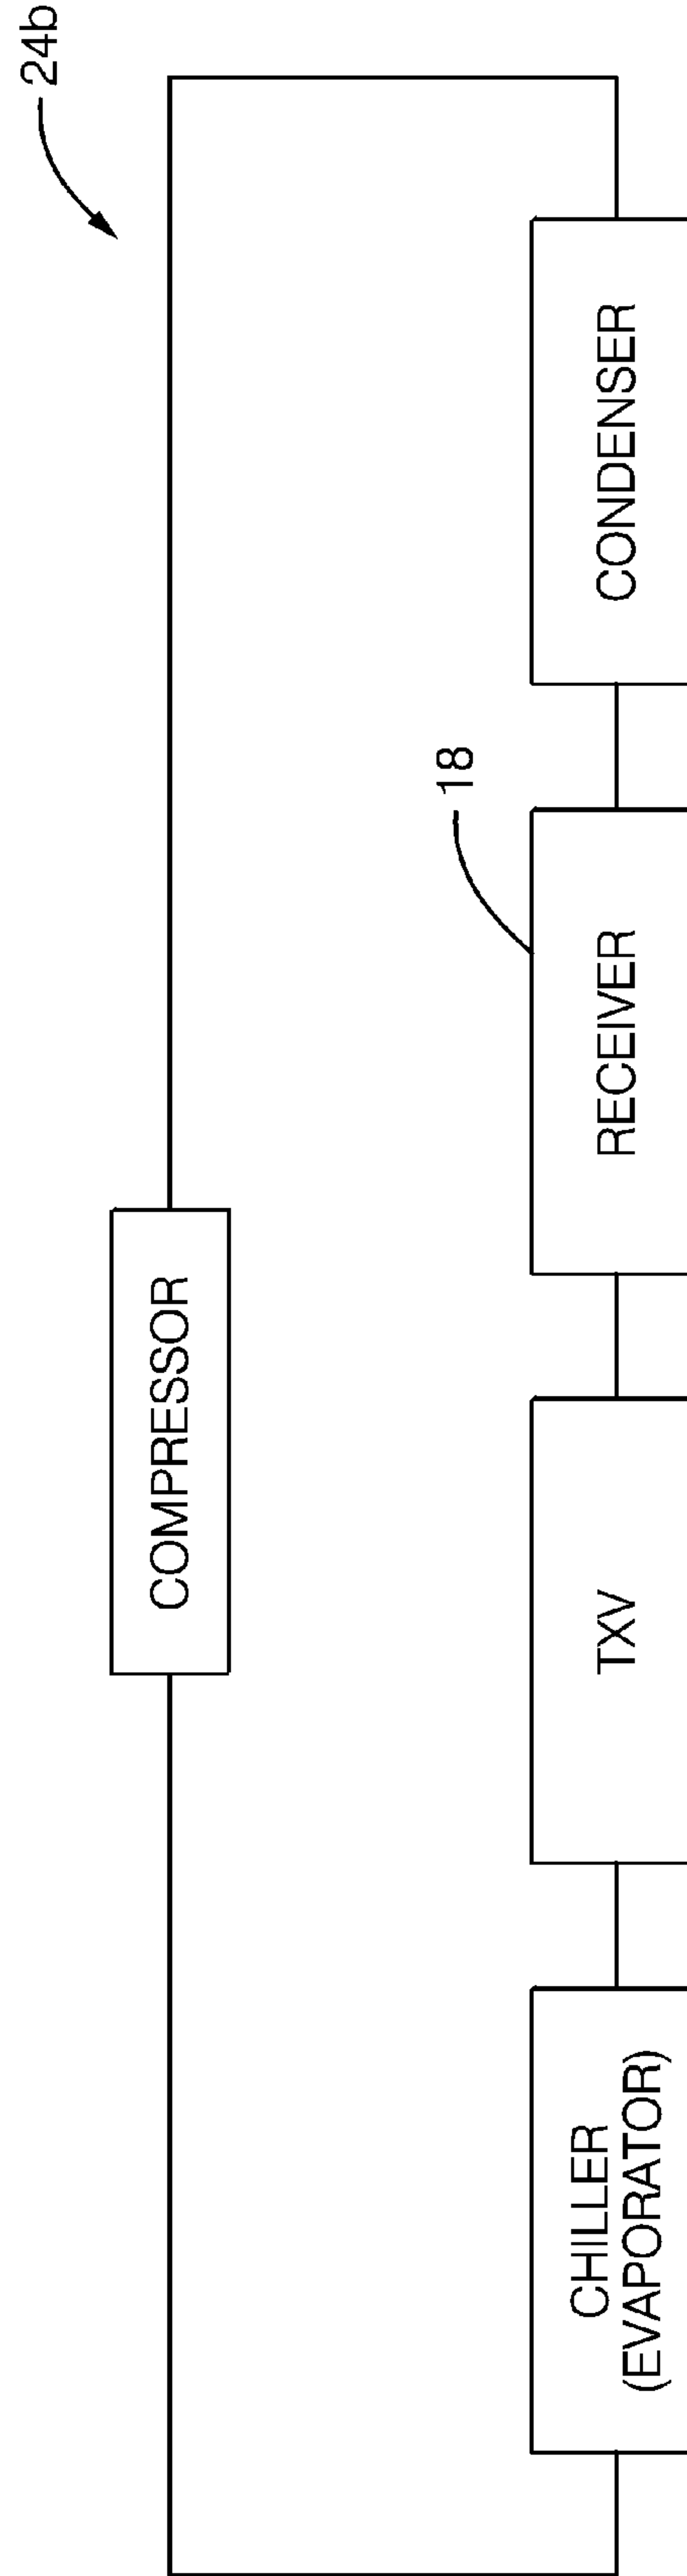 24b
COMPRESSOR
18
CHILLER
(EVAPORATOR)
TXV
RECEIVER
CONDENSER